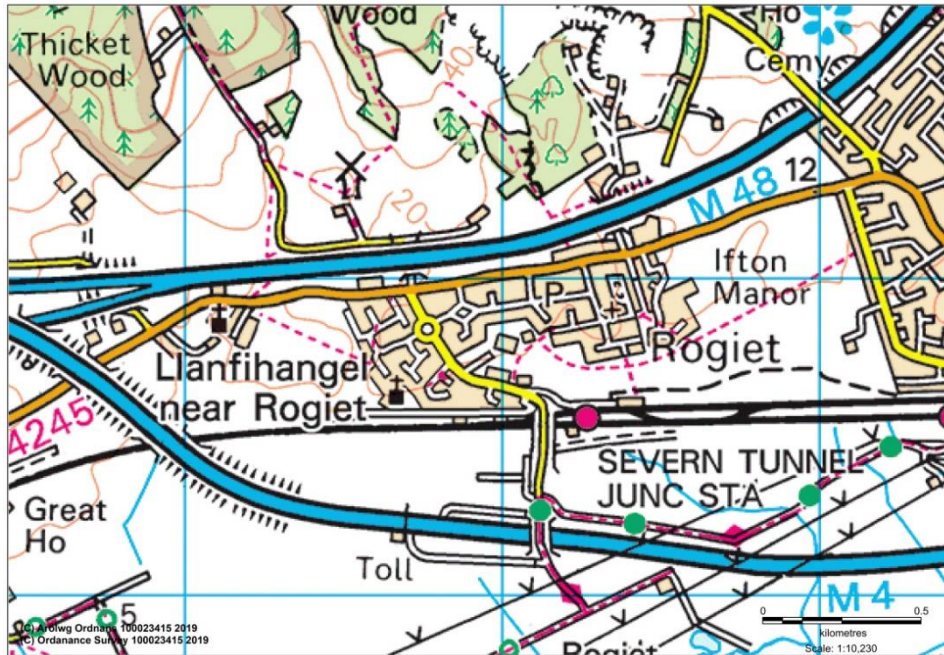 Wood
Ho
Cemy
Thicket
Wood
40
20
M 48
12
Ifton
Manor
P
Rogiet
Llanfihangel
near Rogiet
4245
SEVERN TUNNEL
JUNC STA
Great
Ho
Toll
M 4
5
(C) Arolwg Ordnans 100023415 2019
(C) Ordanance Survey 100023415 2019
Rogiet
0 0.5
kilometres
Scale: 1:10,230